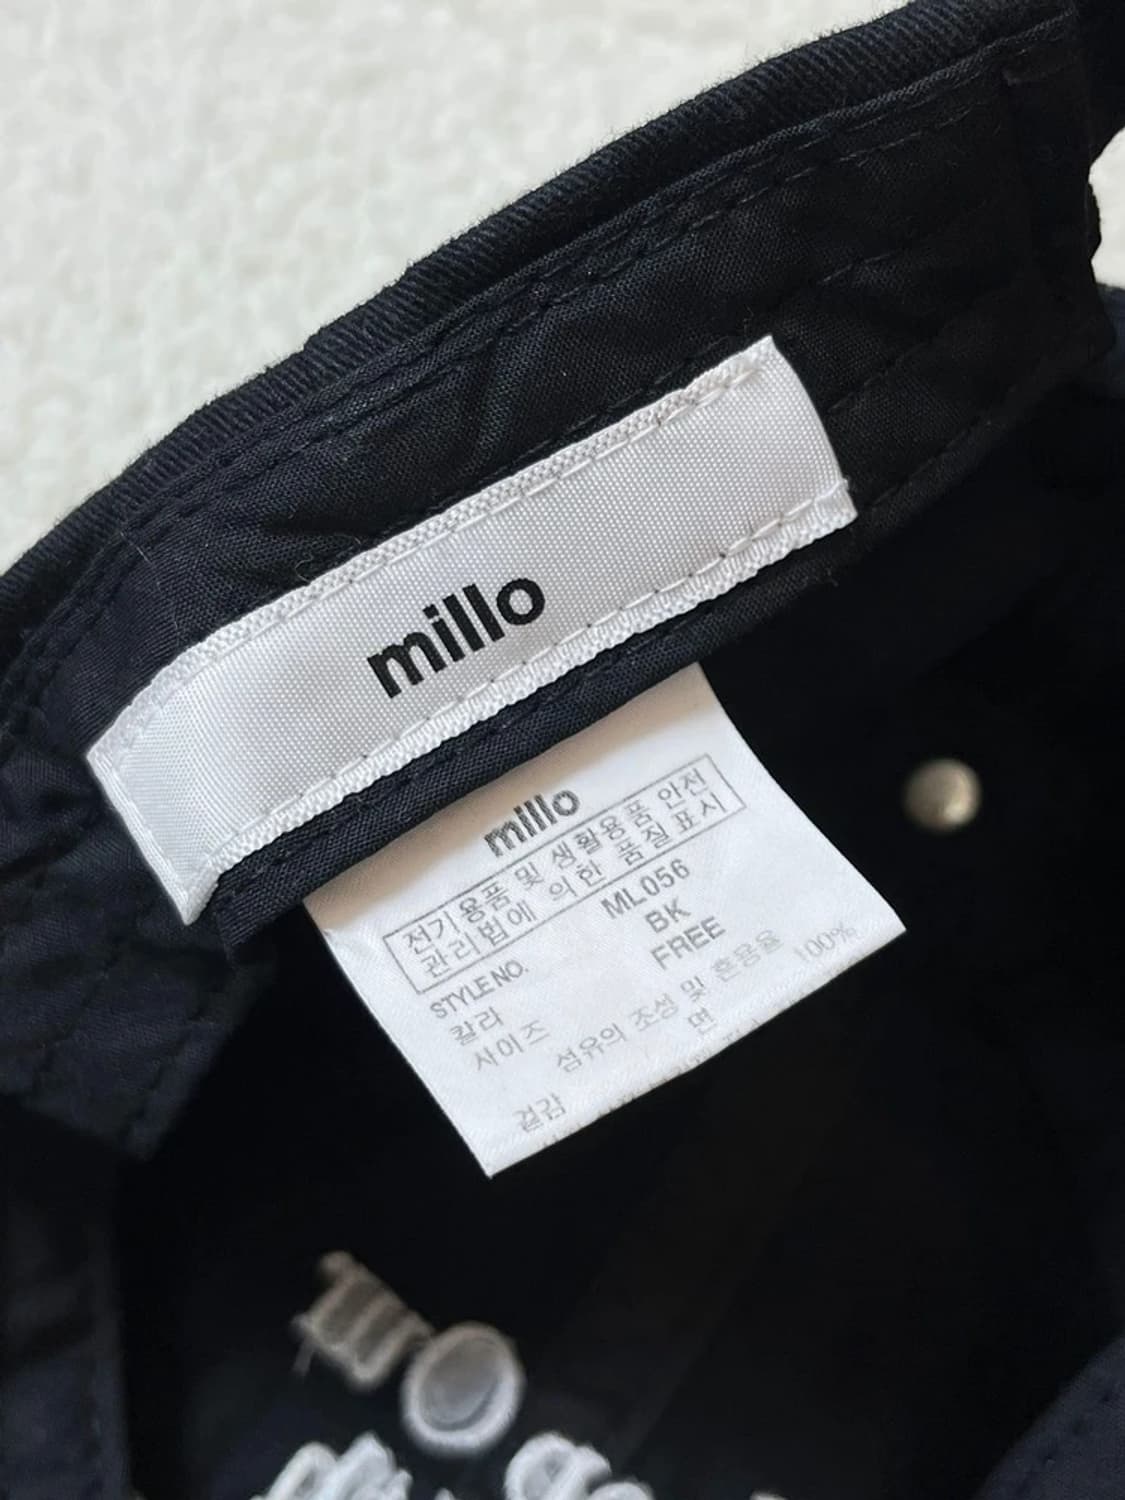 millo
millo
전기용품 및 생활용품 안전
관리법에 의한 품질표시
STYLE NO. ML056
칼라 BK
사이즈 FREE
섬유의 조성 및 혼용율
겉감 면 100%